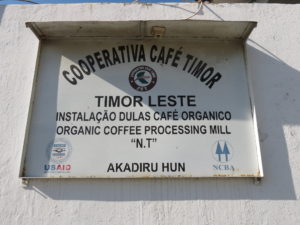 COOPERATIVA CAFÉ TIMOR
TIMOR LESTE
INSTALAÇÃO DULAS CAFÉ ORGANICO
ORGANIC COFFEE PROCESSING MILL
"N.T"
AKADIRU HUN
USAID
NCBA